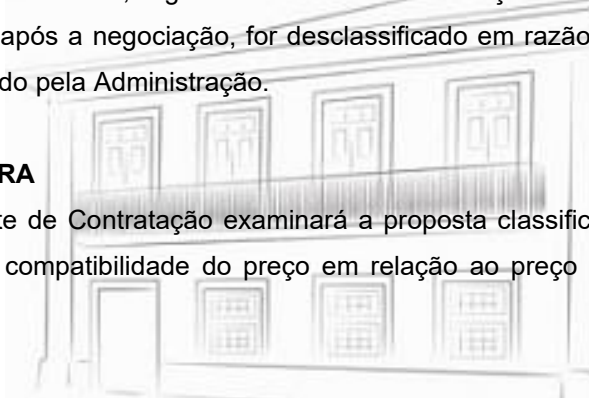 após a negociação, for desclassificado em razão
do pela Administração.
RA
te de Contratação examinará a proposta classific
compatibilidade do preço em relação ao preço